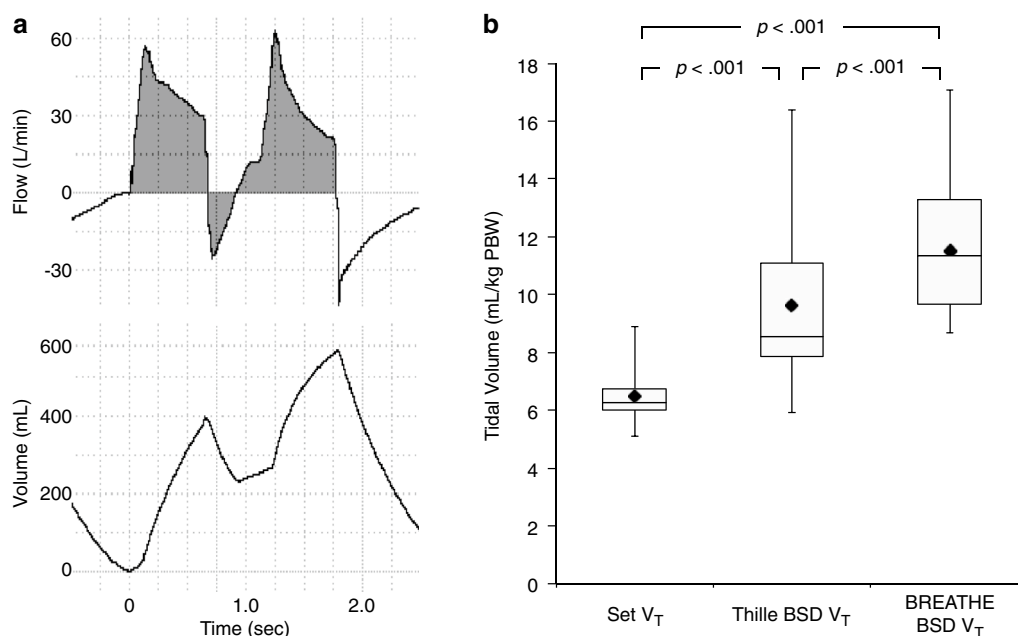 a
60
30
0
-30
Flow (L/min)
600
400
200
0
Volume (mL)
0 1.0 2.0
Time (sec)
b
p < .001
p < .001 p < .001
18
16
14
12
10
8
6
4
2
0
Tidal Volume (mL/kg PBW)
Set VT Thille BSD VT BREATHE
BSD VT